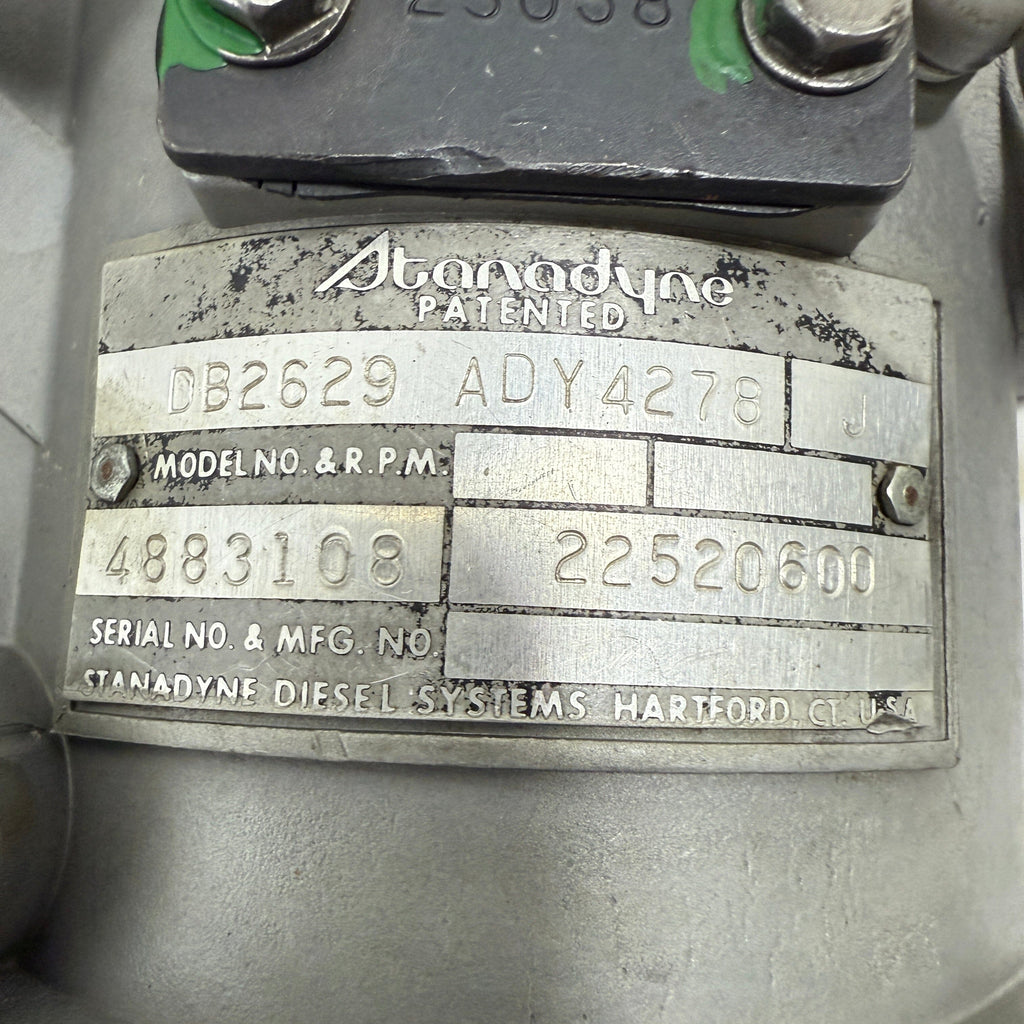 Stanadyne
PATENTED
DB2629 ADY4278 J
MODEL NO. & R.P.M.
4883108 22520600
SERIAL NO. & MFG. NO.
STANADYNE DIESEL SYSTEMS HARTFORD, CT. USA